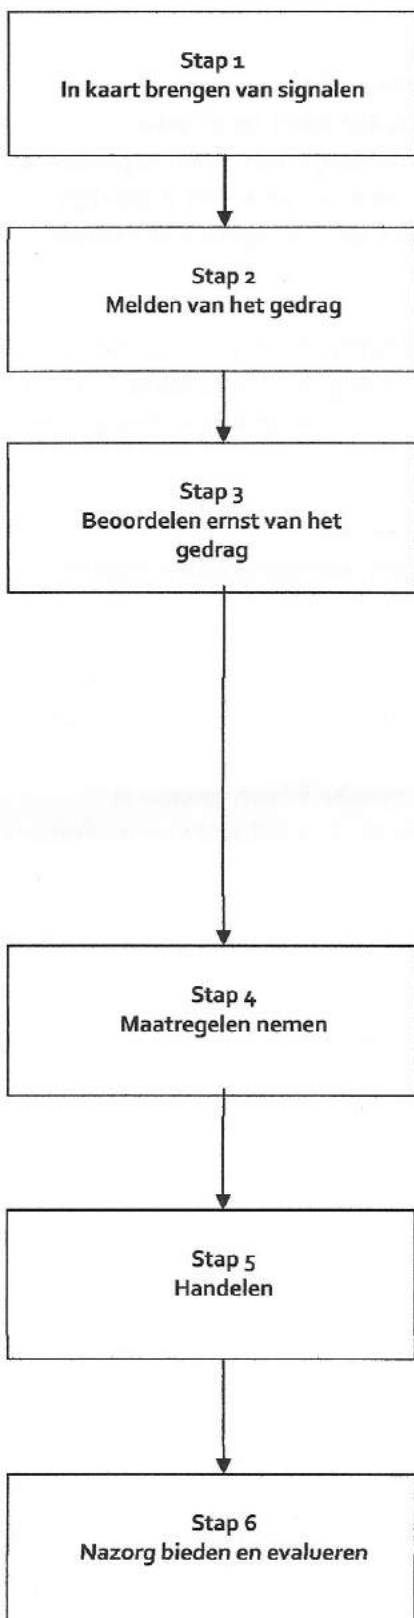 Stap 1
In kaart brengen van signalen
Stap 2
Melden van het gedrag
Stap 3
Beoordelen ernst van het
gedrag
Stap 4
Maatregelen nemen
Stap 5
Handelen
Stap 6
Nazorg bieden en evalueren